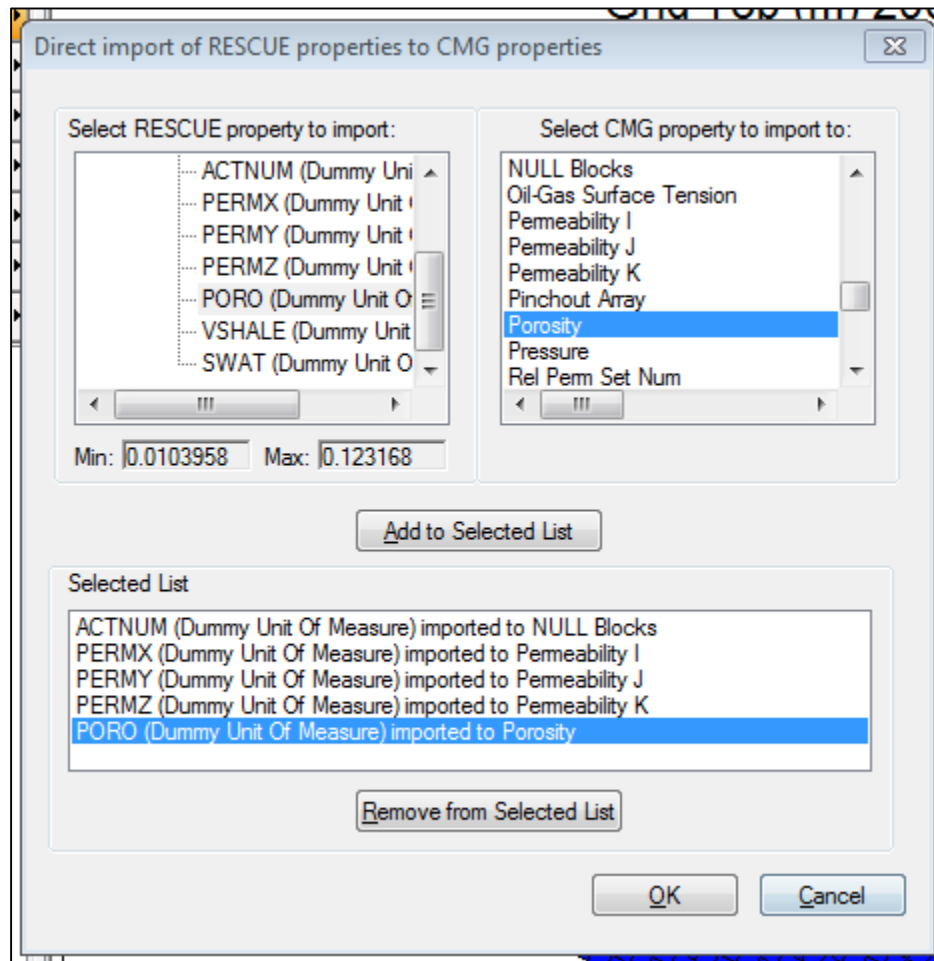 Direct import of RESCUE properties to CMG properties
Select RESCUE property to import:
ACTNUM (Dummy Uni
PERMX (Dummy Unit
PERMY (Dummy Unit
PERMZ (Dummy Unit
PORO (Dummy Unit O
VSHALE (Dummy Unit
SWAT (Dummy Unit O
Min: 0.0103958 Max: 0.123168
Select CMG property to import to:
NULL Blocks
Oil-Gas Surface Tension
Permeability I
Permeability J
Permeability K
Pinchout Array
Porosity
Pressure
Rel Perm Set Num
Add to Selected List
Selected List
ACTNUM (Dummy Unit Of Measure) imported to NULL Blocks
PERMX (Dummy Unit Of Measure) imported to Permeability I
PERMY (Dummy Unit Of Measure) imported to Permeability J
PERMZ (Dummy Unit Of Measure) imported to Permeability K
PORO (Dummy Unit Of Measure) imported to Porosity
Remove from Selected List
OK Cancel